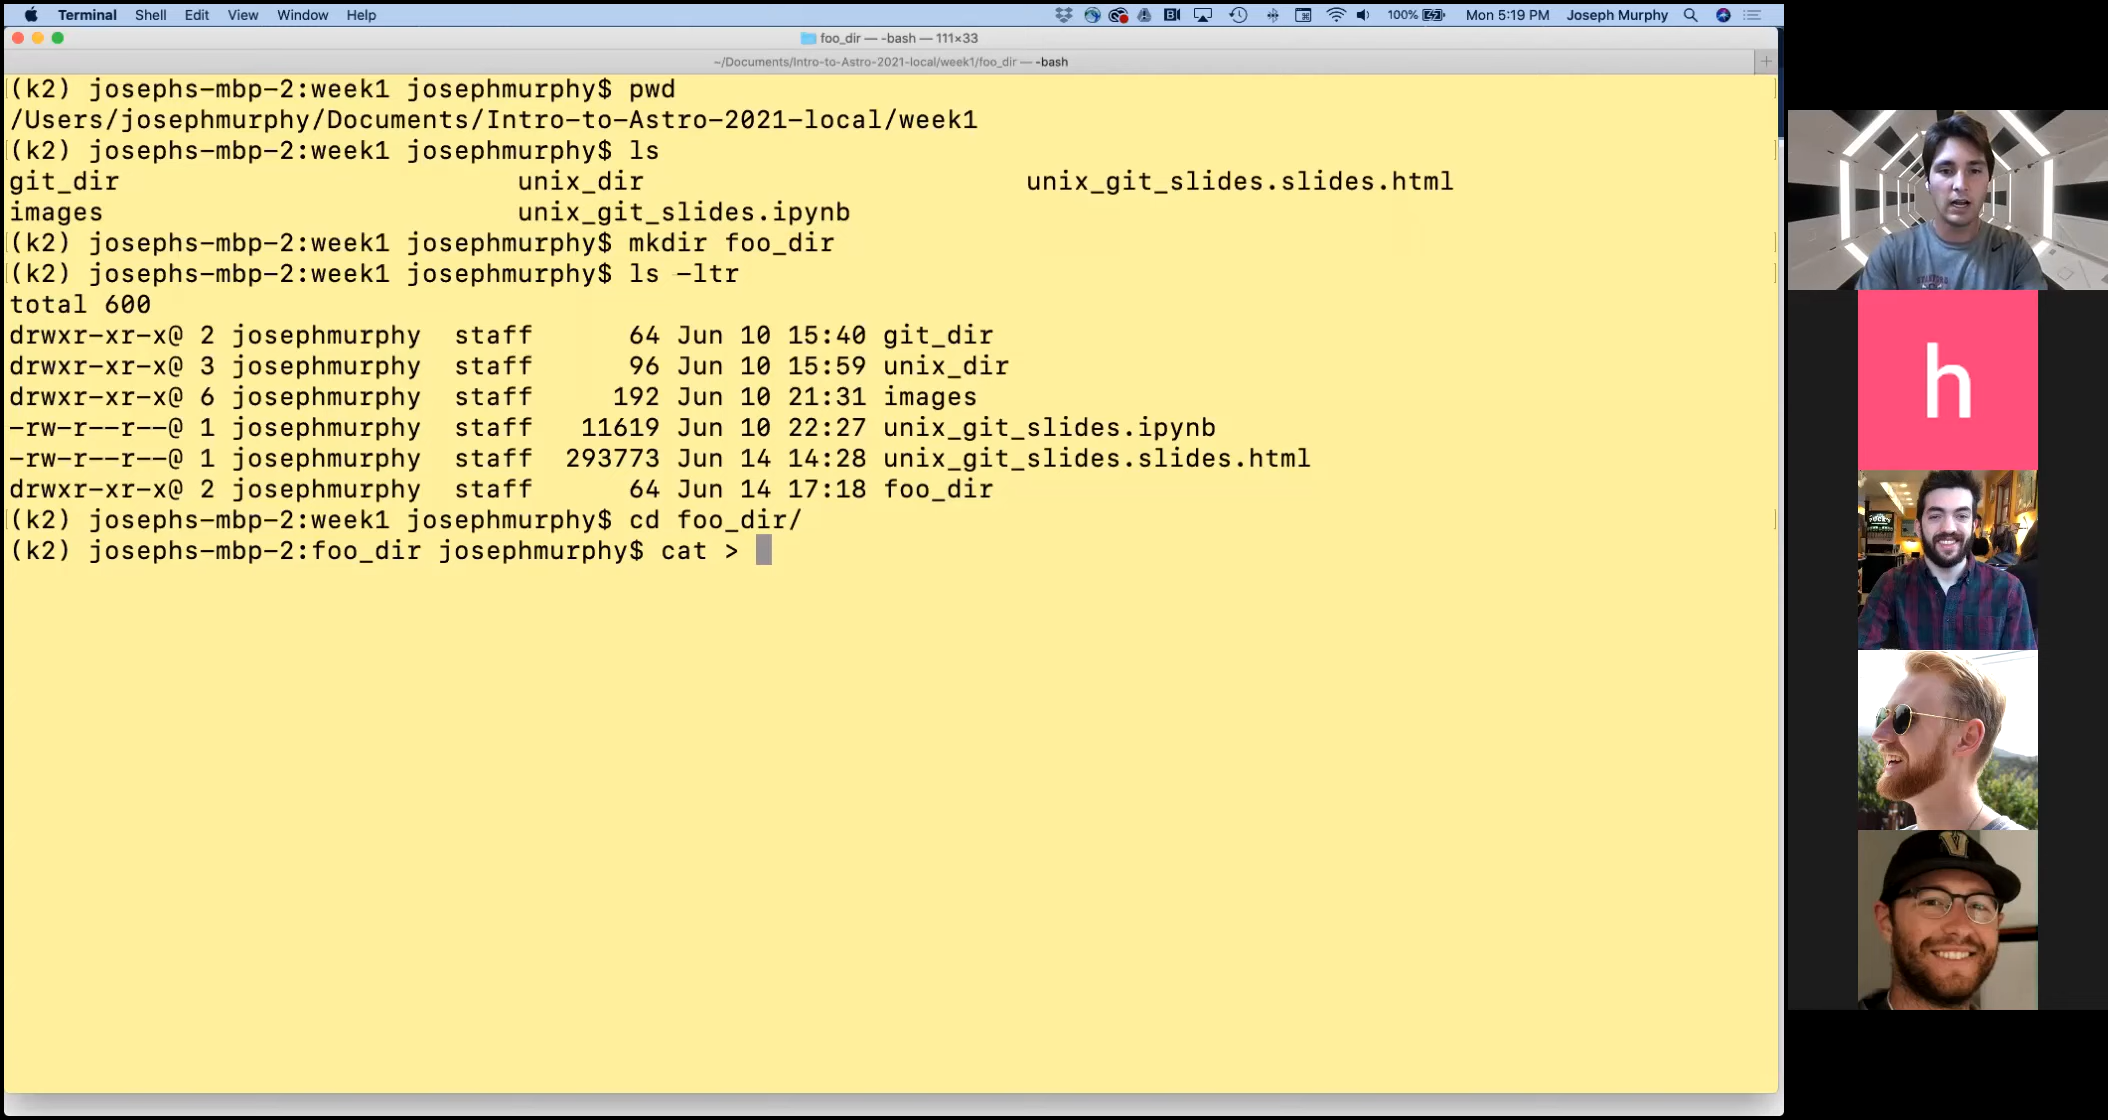 Terminal Shell Edit View Window Help 100% Mon 5:19 PM Joseph Murphy
foo_dir — -bash — 111×33
~/Documents/Intro-to-Astro-2021-local/week1/foo_dir — -bash
(k2) josephs-mbp-2:week1 josephmurphy$ pwd
/Users/josephmurphy/Documents/Intro-to-Astro-2021-local/week1
(k2) josephs-mbp-2:week1 josephmurphy$ ls
git_dir unix_dir unix_git_slides.slides.html
images unix_git_slides.ipynb
(k2) josephs-mbp-2:week1 josephmurphy$ mkdir foo_dir
(k2) josephs-mbp-2:week1 josephmurphy$ ls -ltr
total 600
drwxr-xr-x@ 2 josephmurphy staff 64 Jun 10 15:40 git_dir
drwxr-xr-x@ 3 josephmurphy staff 96 Jun 10 15:59 unix_dir
drwxr-xr-x@ 6 josephmurphy staff 192 Jun 10 21:31 images
-rw-r--r--@ 1 josephmurphy staff 11619 Jun 10 22:27 unix_git_slides.ipynb
-rw-r--r--@ 1 josephmurphy staff 293773 Jun 14 14:28 unix_git_slides.slides.html
drwxr-xr-x@ 2 josephmurphy staff 64 Jun 14 17:18 foo_dir
(k2) josephs-mbp-2:week1 josephmurphy$ cd foo_dir/
(k2) josephs-mbp-2:foo_dir josephmurphy$ cat >
h
V